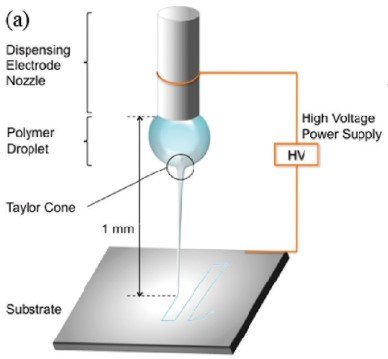 (a)
Dispensing
Electrode
Nozzle
Polymer
Droplet
High Voltage
Power Supply
HV
Taylor Cone
1 mm
Substrate